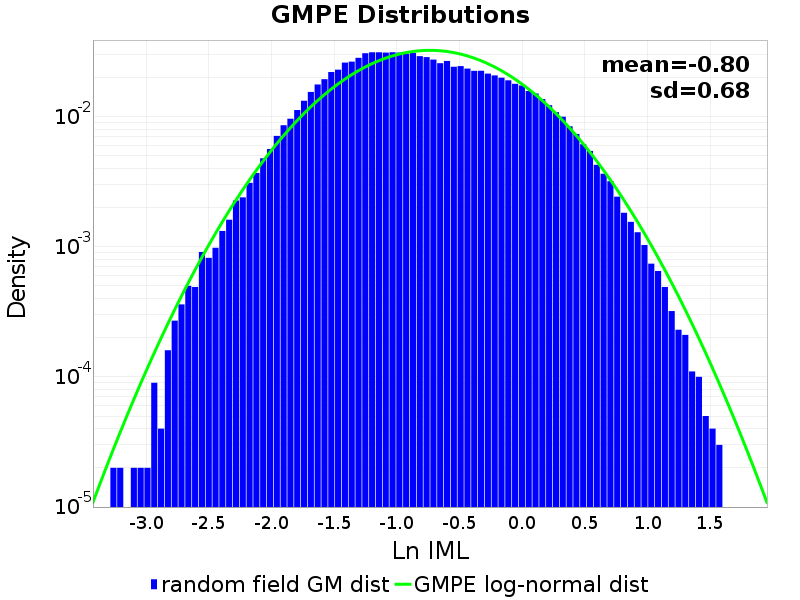 GMPE Distributions
mean=-0.80
sd=0.68
10-2
10-3
10-4
10-5
Density
-3.0 -2.5 -2.0 -1.5 -1.0 -0.5 0.0 0.5 1.0 1.5
Ln IML
random field GM dist GMPE log-normal dist